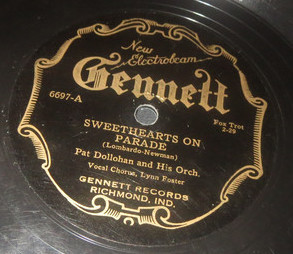 New
Electrobeam
Gennett
6697-A
Fox Trot
2-29
SWEETHEARTS ON
PARADE
(Lombardo-Newman)
Pat Dollohan and His Orch.
Vocal Chorus, Lynn Foster
GENNETT RECORDS
RICHMOND, IND.